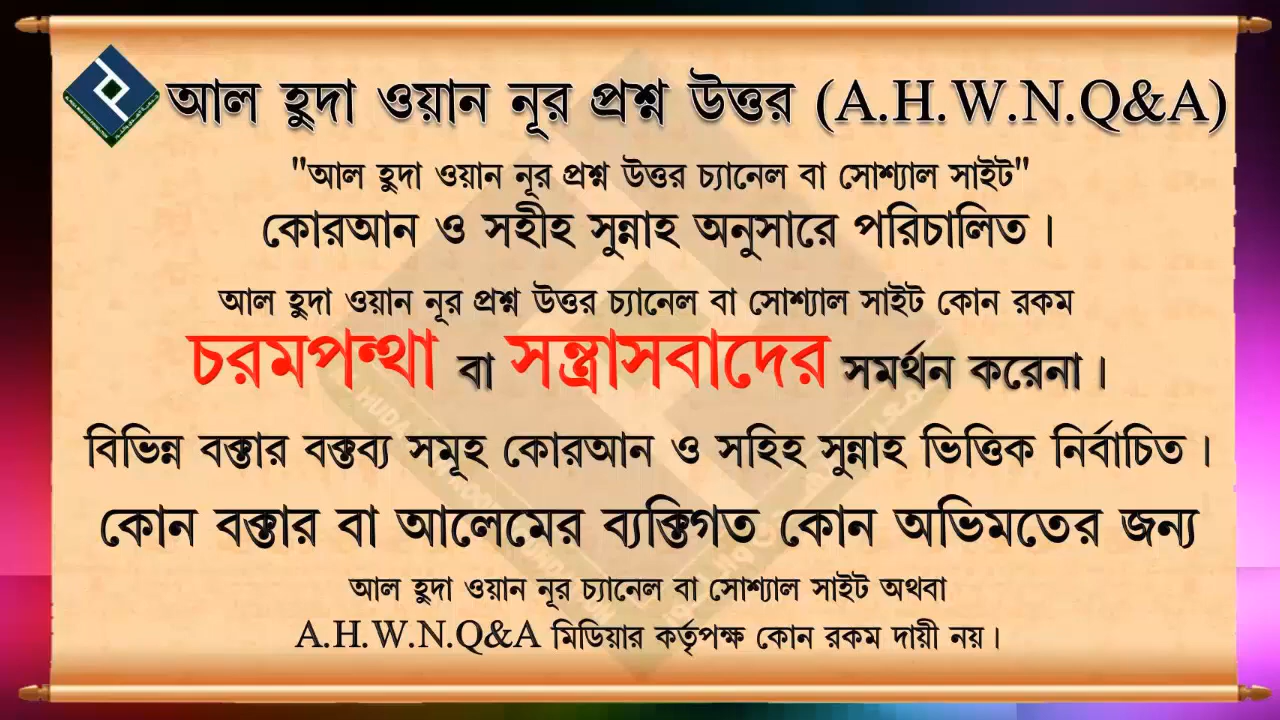 আল হুদা ওয়ান নূর প্রশ্ন উত্তর (A.H.W.N.Q&A)
"আল হুদা ওয়ান নূর প্রশ্ন উত্তর চ্যানেল বা সোশ্যাল সাইট"
কোরআন ও সহীহ সুন্নাহ অনুসারে পরিচালিত।
আল হুদা ওয়ান নূর প্রশ্ন উত্তর চ্যানেল বা সোশ্যাল সাইট কোন রকম
চরমপন্থা বা সন্ত্রাসবাদের সমর্থন করেনা।
বিভিন্ন বক্তার বক্তব্য সমূহ কোরআন ও সহিহ সুন্নাহ ভিত্তিক নির্বাচিত।
কোন বক্তার বা আলেমের ব্যক্তিগত কোন অভিমতের জন্য
আল হুদা ওয়ান নূর চ্যানেল বা সোশ্যাল সাইট অথবা
A.H.W.N.Q&A মিডিয়ার কর্তৃপক্ষ কোন রকম দায়ী নয়।